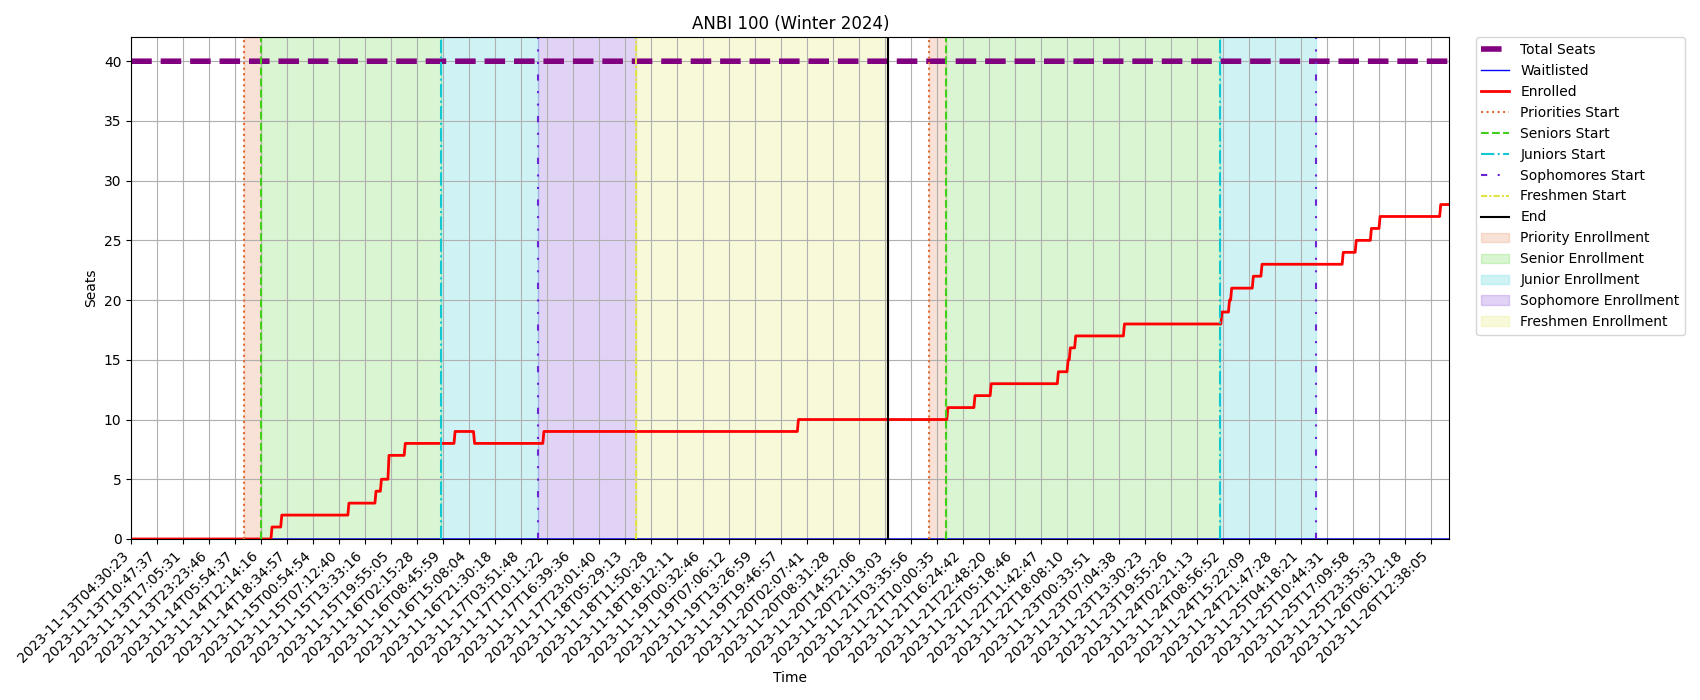 ANBI 100 (Winter 2024)
Seats
40
35
30
25
20
15
10
5
0
2023-11-13T04:30:23
2023-11-13T10:47:37
2023-11-13T17:05:31
2023-11-13T23:23:46
2023-11-14T05:54:37
2023-11-14T12:14:16
2023-11-14T18:34:57
2023-11-15T00:54:54
2023-11-15T07:12:40
2023-11-15T13:33:16
2023-11-15T19:55:05
2023-11-16T02:15:28
2023-11-16T08:45:59
2023-11-16T15:08:04
2023-11-16T21:30:18
2023-11-17T03:51:48
2023-11-17T10:11:22
2023-11-17T16:39:36
2023-11-17T23:01:40
2023-11-18T05:29:13
2023-11-18T11:50:28
2023-11-18T18:12:11
2023-11-19T00:32:46
2023-11-19T07:06:12
2023-11-19T13:26:59
2023-11-19T19:46:57
2023-11-20T02:07:41
2023-11-20T08:31:28
2023-11-20T14:52:06
2023-11-20T21:13:03
2023-11-21T03:35:56
2023-11-21T10:00:35
2023-11-21T16:24:42
2023-11-21T22:48:20
2023-11-22T05:18:46
2023-11-22T11:42:47
2023-11-22T18:08:10
2023-11-23T00:33:51
2023-11-23T07:04:38
2023-11-23T13:30:23
2023-11-23T19:55:26
2023-11-24T02:21:13
2023-11-24T08:56:52
2023-11-24T15:22:09
2023-11-24T21:47:28
2023-11-25T04:18:21
2023-11-25T10:44:31
2023-11-25T17:09:58
2023-11-25T23:35:33
2023-11-26T06:12:18
2023-11-26T12:38:05
Time
Total Seats
Waitlisted
Enrolled
Priorities Start
Seniors Start
Juniors Start
Sophomores Start
Freshmen Start
End
Priority Enrollment
Senior Enrollment
Junior Enrollment
Sophomore Enrollment
Freshmen Enrollment